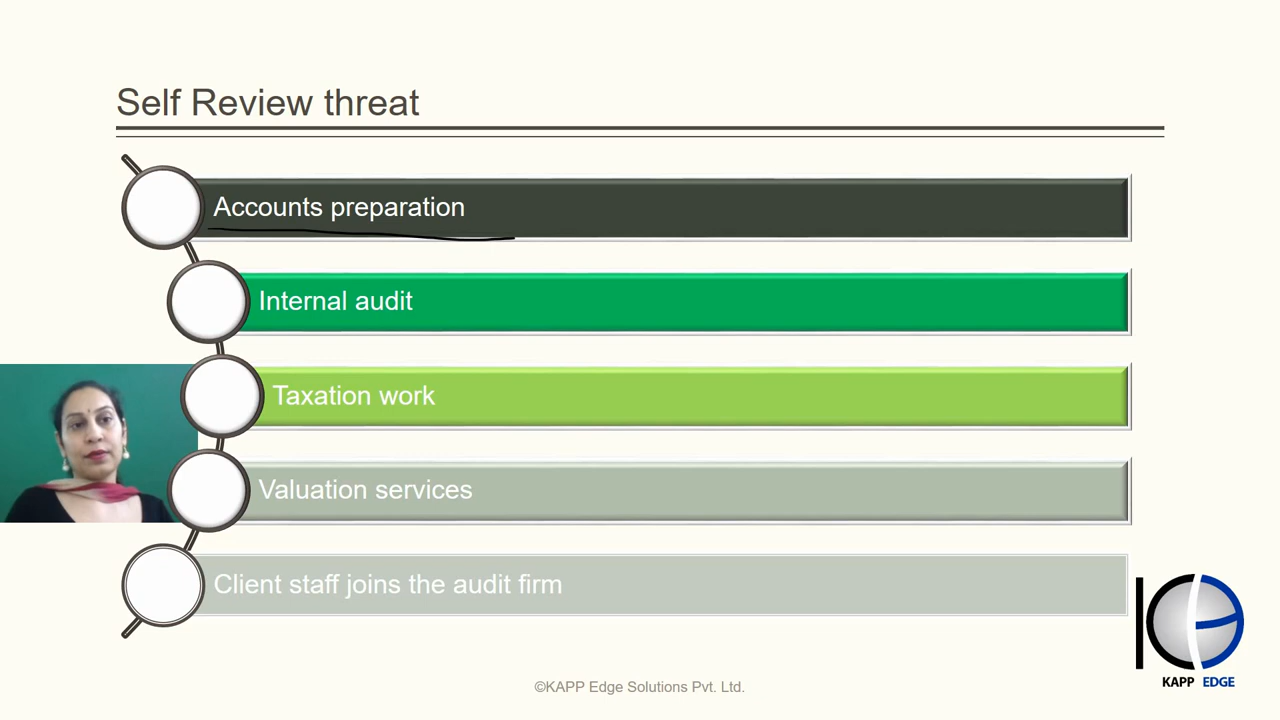 Self Review threat
Accounts preparation
Internal audit
Taxation work
Valuation services
Client staff joins the audit firm
©KAPP Edge Solutions Pvt. Ltd.
KAPP EDGE